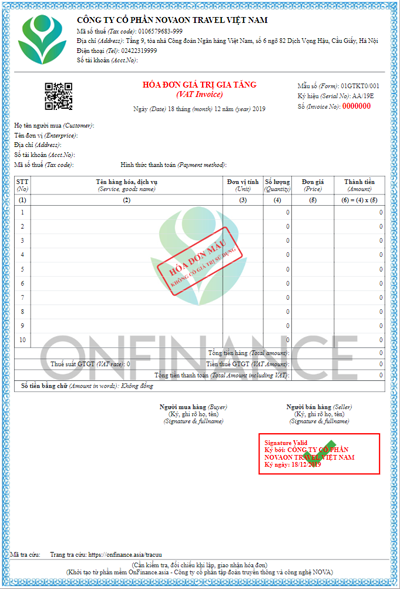 CÔNG TY CỔ PHẦN NOVAON TRAVEL VIỆT NAM
Mã số thuế (Tax code): 0106579683-999
Địa chỉ (Address): Tầng 9, tòa nhà Công đoàn Ngân hàng Việt Nam, số 6 ngõ 82 Dịch Vọng Hậu, Cầu Giấy, Hà Nội
Điện thoại (Tel): 02422319999
Số tài khoản (Acct.No):
HÓA ĐƠN GIÁ TRỊ GIA TĂNG
(VAT Invoice)
Ngày (Date) 18 tháng (month) 12 năm (year) 2019
Mẫu số (Form): 01GTKT0/001
Ký hiệu (Serial No): AA/19E
Số (Invoice No): 0000000
Họ tên người mua (Customer):
Tên đơn vị (Enterprise):
Địa chỉ (Address):
Số tài khoản (Acct.No):
Mã số thuế (Tax code): Hình thức thanh toán (Payment method):
STT Tên hàng hóa, dịch vụ Đơn vị tính Số lượng Đơn giá Thành tiền
(No) (Service, goods name) (Unit) (Quantity) (Price) (Amount)
(1) (2) (3) (4) (5) (6) = (4) x (5)
1 0 0
2 0 0
3 0 0
4 0 0
5 0 0
6 0 0
7 0 0
8 0 0
9 0 0
10 0 0
HÓA ĐƠN MẪU
KHÔNG CÓ GIÁ TRỊ SỬ DỤNG
ONFINANCE
Tổng tiền hàng (Total amount): 0
Thuế suất GTGT (VAT rate): 0 Tiền thuế GTGT (VAT amount): 0
Tổng tiền thanh toán (Total Amount including VAT): 0
Số tiền bằng chữ (Amount in words): Không đồng
Người mua hàng (Buyer) Người bán hàng (Seller)
(Ký, ghi rõ họ, tên) (Ký, ghi rõ họ, tên)
(Signature & fullname) (Signature & fullname)
Signature Valid
Ký bởi: CÔNG TY CỔ PHẦN
NOVAON TRAVEL VIỆT NAM
Ký ngày: 18/12/2019
Mã tra cứu: Trang tra cứu: https://onfinance.asia/tracuu
(Cần kiểm tra, đối chiếu khi lập, giao nhận hóa đơn)
(Khởi tạo từ phần mềm OnFinance.asia - Công ty cổ phần tập đoàn truyền thông và công nghệ NOVA)